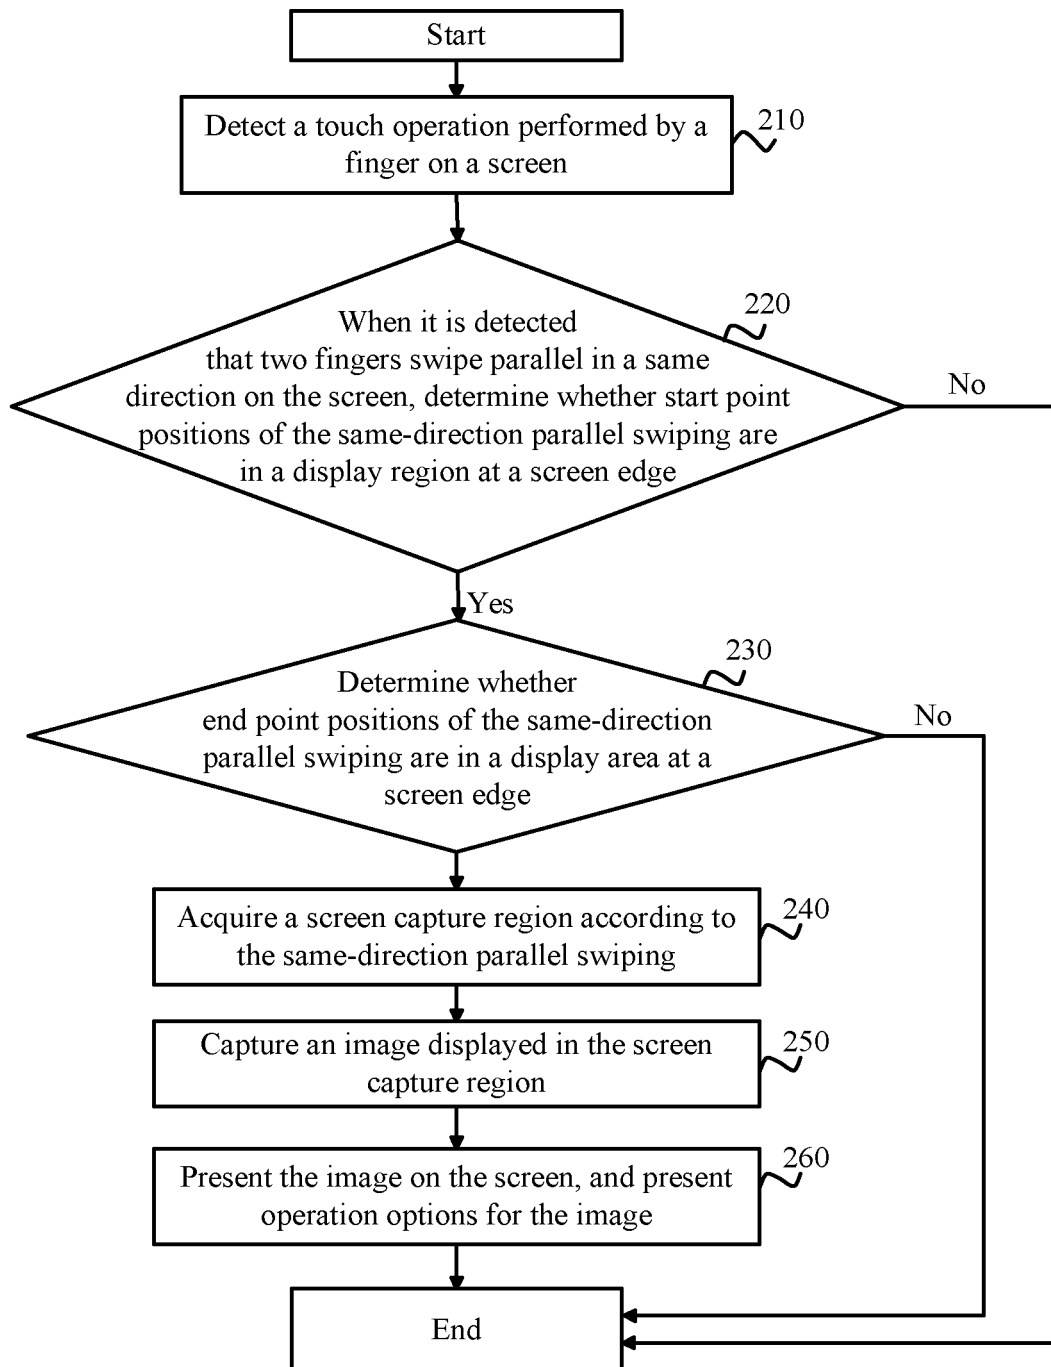 Start
Detect a touch operation performed by a
finger on a screen
210
When it is detected
that two fingers swipe parallel in a same
direction on the screen, determine whether start point
positions of the same-direction parallel swiping are
in a display region at a screen edge
220
No
Yes
Determine whether
end point positions of the same-direction
parallel swiping are in a display area at a
screen edge
230
No
Acquire a screen capture region according to
the same-direction parallel swiping
240
Capture an image displayed in the screen
capture region
250
Present the image on the screen, and present
operation options for the image
260
End